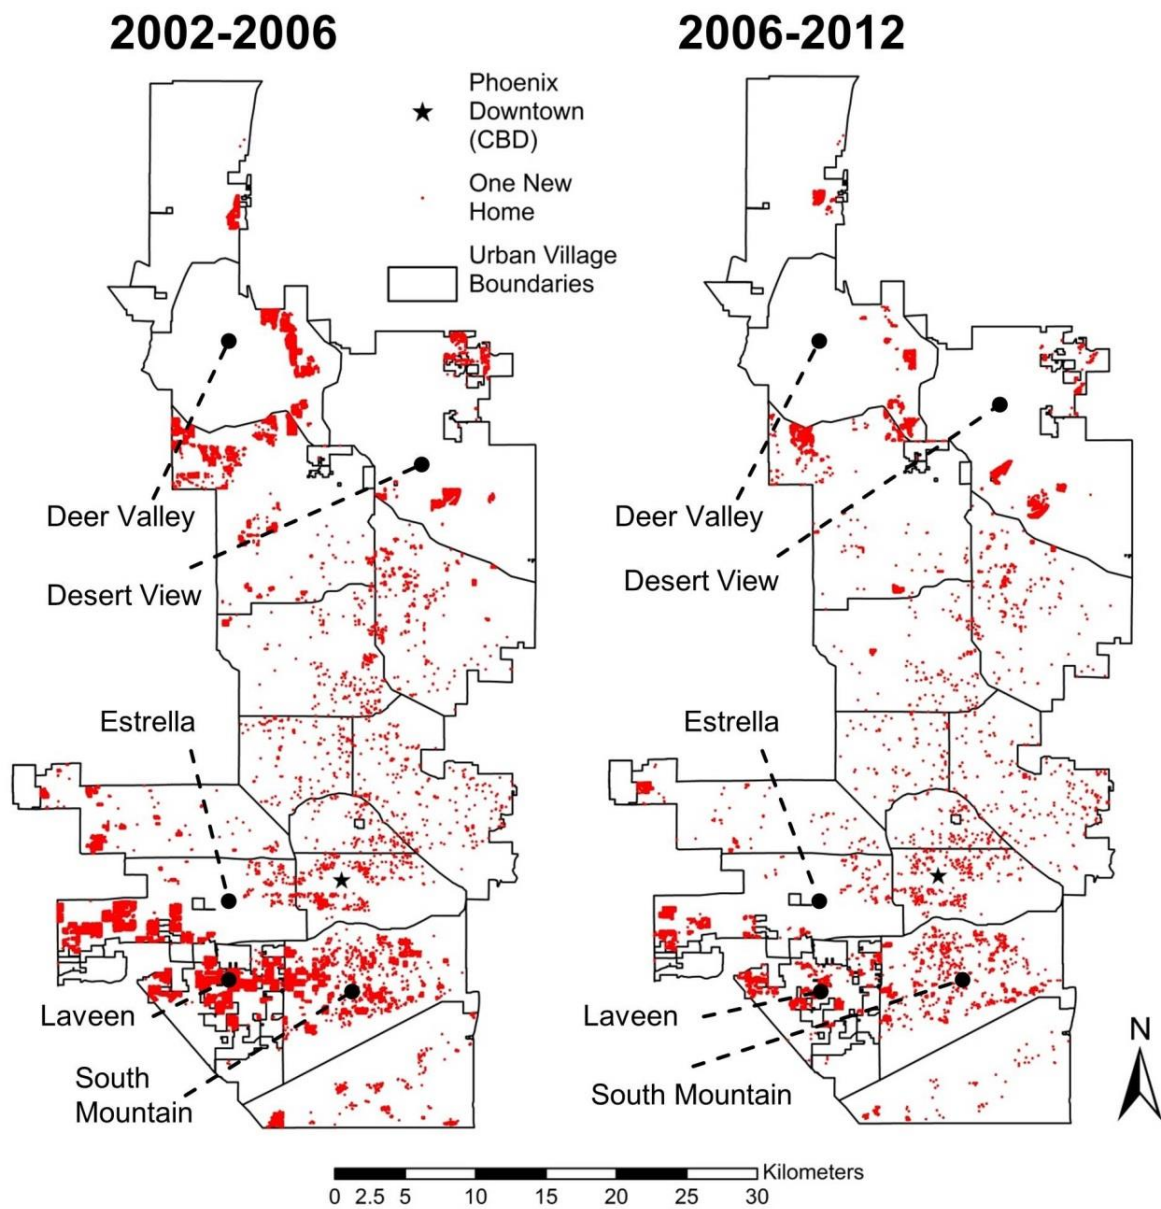 2002-2006
2006-2012
Phoenix
Downtown
(CBD)
One New
Home
Urban Village
Boundaries
Deer Valley
Desert View
Estrella
Laveen
South
Mountain
Deer Valley
Desert View
Estrella
Laveen
South Mountain
N
Kilometers
0 2.5 5 10 15 20 25 30